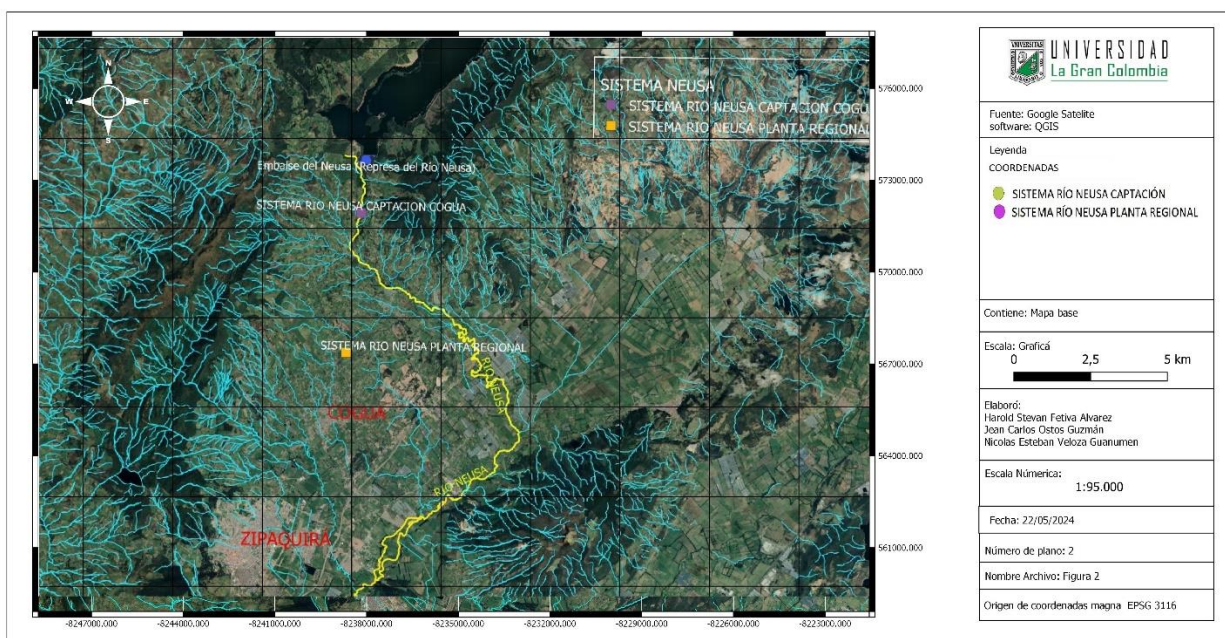 N
W
E
S
SISTEMA NEUSA
SISTEMA RIO NEUSA CAPTACION COGU
SISTEMA RIO NEUSA PLANTA REGIONAL
Embalse del Neusa (Represa del Río Neusa)
SISTEMA RIO NEUSA CAPTACION COGUA
SISTEMA RIO NEUSA PLANTA REGIONAL
RIO NEUSA
COGUA
RIO NEUSA
ZIPAQUIRA
576000.000
573000.000
570000.000
567000.000
564000.000
561000.000
-8247000.000
-8244000.000
-8241000.000
-8238000.000
-8235000.000
-8232000.000
-8229000.000
-8226000.000
-8223000.000
UNIVERSIDAD
La Gran Colombia
Fuente: Google Satelite
software: QGIS
Leyenda
COORDENADAS
SISTEMA RÍO NEUSA CAPTACIÓN
SISTEMA RÍO NEUSA PLANTA REGIONAL
Contiene: Mapa base
Escala: Graficá
0 2,5 5 km
Elaboró:
Harold Stevan Fetiva Alvarez
Jean Carlos Ostos Guzmán
Nicolas Esteban Veloza Guanumen
Escala Númerica:
1:95.000
Fecha: 22/05/2024
Número de plano: 2
Nombre Archivo: Figura 2
Origen de coordenadas magna EPSG 3116